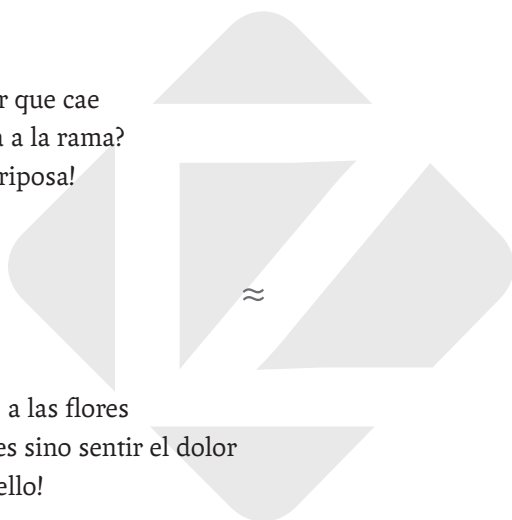 r que cae
a la rama?
riposa!
≈
a las flores
es sino sentir el dolor
ello!